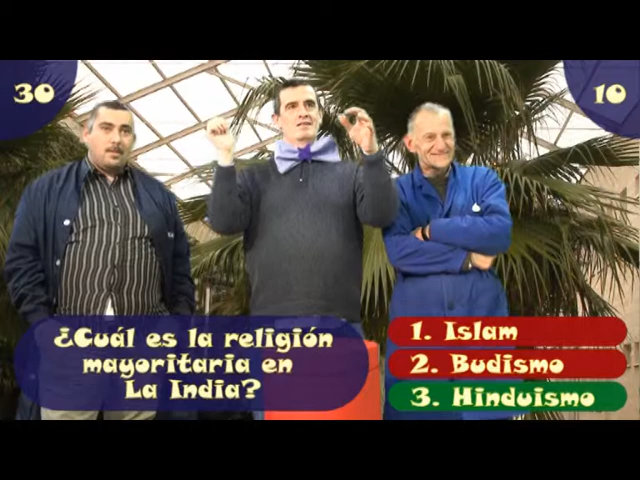 30
10
¿Cuál es la religión
mayoritaria en
La India?
1. Islam
2. Budismo
3. Hinduismo